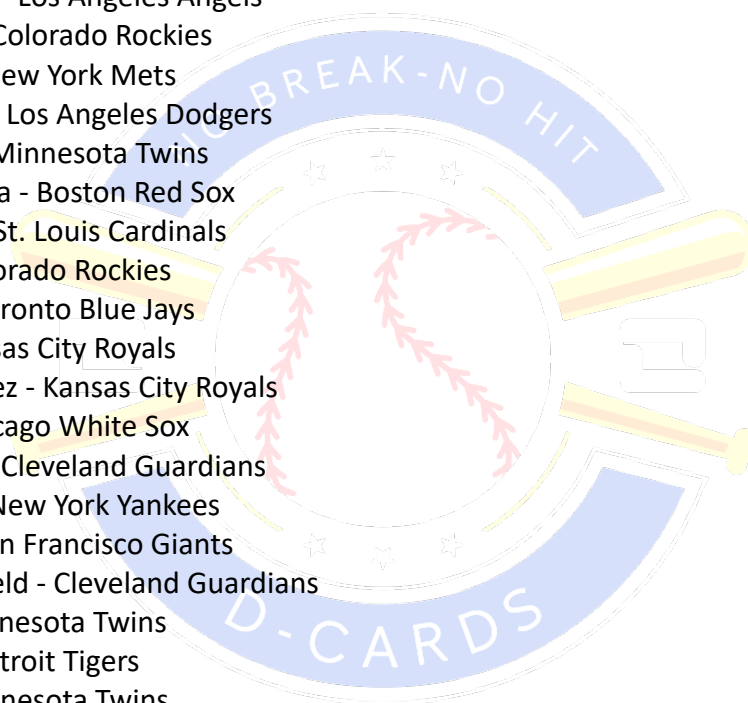 Los Angeles Angels
Colorado Rockies
New York Mets
Los Angeles Dodgers
Minnesota Twins
a - Boston Red Sox
St. Louis Cardinals
orado Rockies
ronto Blue Jays
sas City Royals
ez - Kansas City Royals
cago White Sox
Cleveland Guardians
New York Yankees
n Francisco Giants
eld - Cleveland Guardians
nesota Twins
troit Tigers
nesota Twins
BREAK-NO HIT
D-CARDS